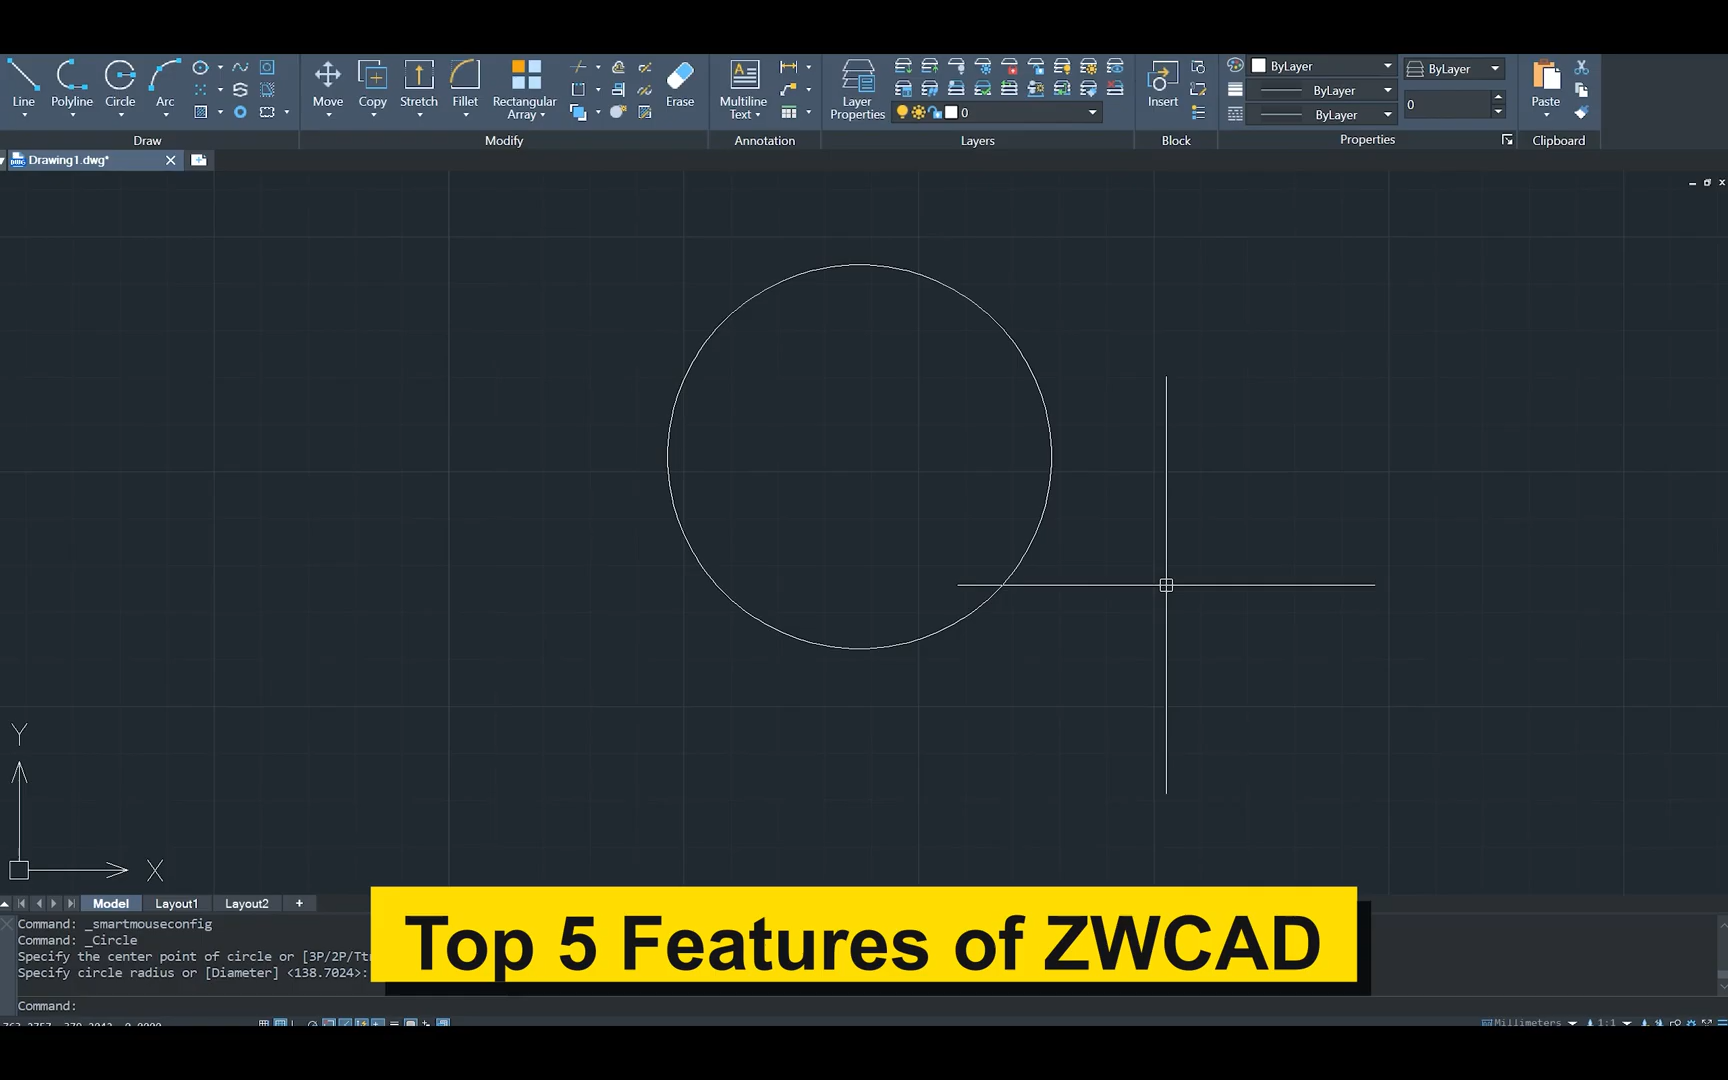 ByLayer
ByLayer
ByLayer
ByLayer
0
0
Line
Polyline
Circle
Arc
Move
Copy
Stretch
Fillet
Rectangular
Array
Erase
Multiline
Text
Layer
Properties
Insert
Paste
Draw
Modify
Annotation
Layers
Block
Properties
Clipboard
Drawing1.dwg*
Y
X
Model
Layout1
Layout2
+
Command: _smartmouseconfig
Command: _Circle
Specify the center point of circle or [3P/2P/Ttr
Specify circle radius or [Diameter] <138.7024>:
Top 5 Features of ZWCAD
Command:
Millimeters
1:1